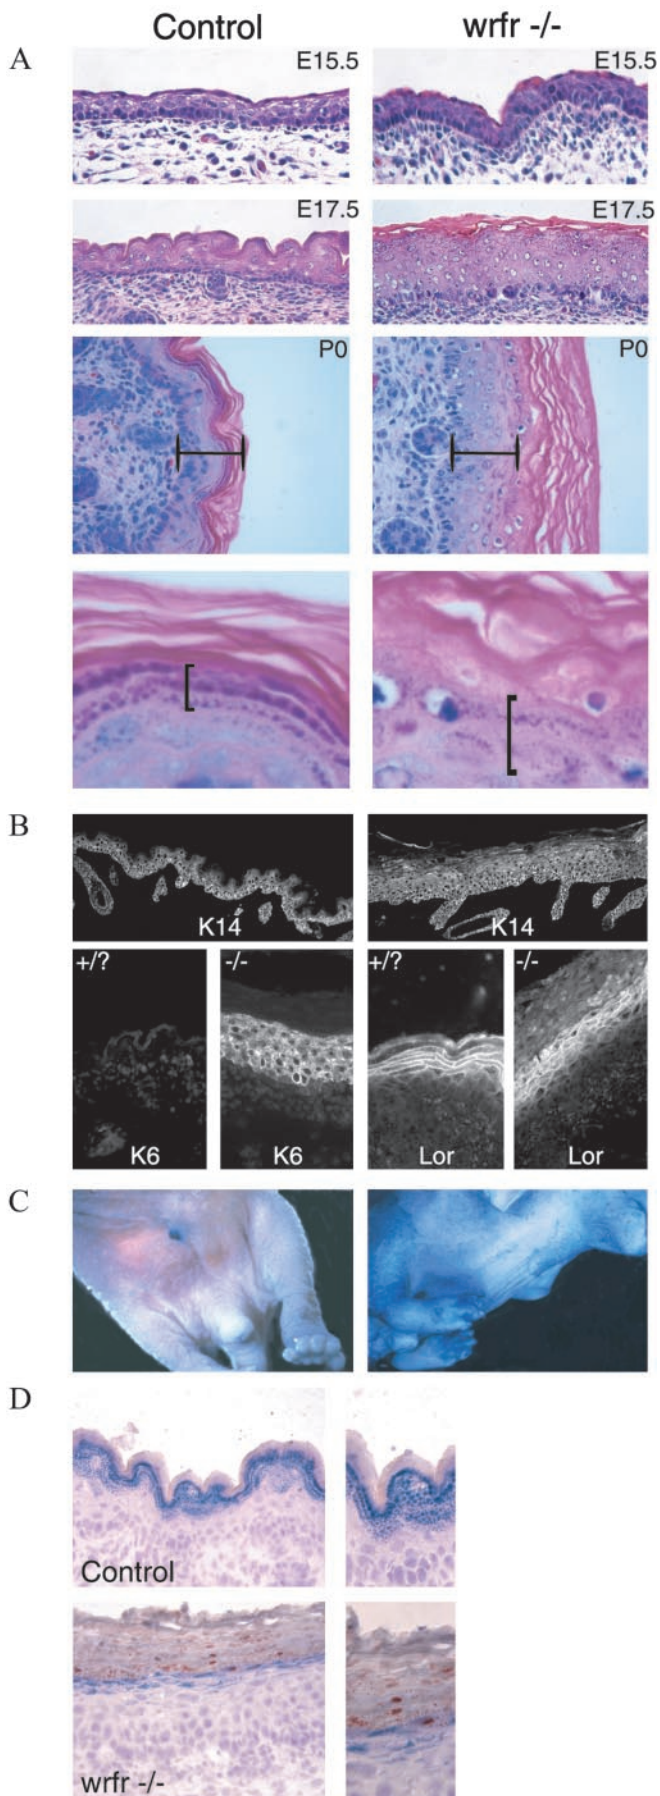 Control wrfr -/-
A
E15.5 E15.5
E17.5 E17.5
P0 P0
B
K14 K14
+/? -/- +/? -/-
K6 K6 Lor Lor
C
D
Control
wrfr -/-